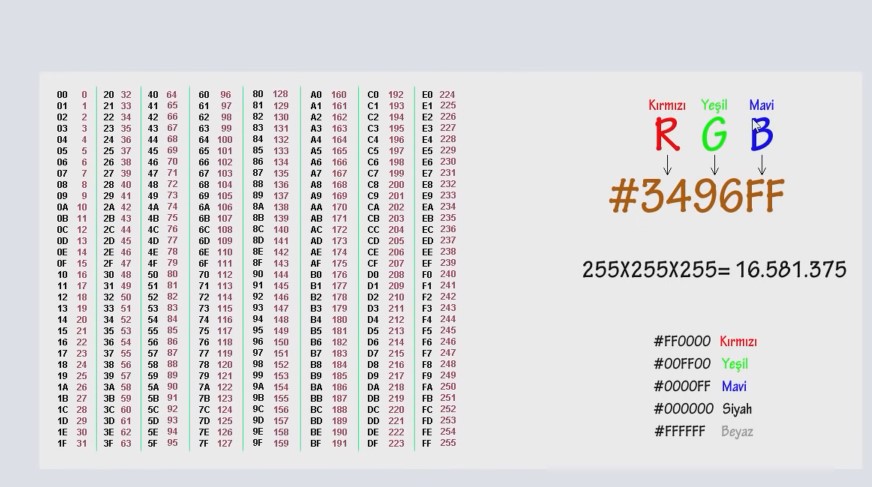 00 0 20 32 40 64 60 96 80 128 A0 160 C0 192 E0 224
01 1 21 33 41 65 61 97 81 129 A1 161 C1 193 E1 225
02 2 22 34 42 66 62 98 82 130 A2 162 C2 194 E2 226
03 3 23 35 43 67 63 99 83 131 A3 163 C3 195 E3 227
04 4 24 36 44 68 64 100 84 132 A4 164 C4 196 E4 228
05 5 25 37 45 69 65 101 85 133 A5 165 C5 197 E5 229
06 6 26 38 46 70 66 102 86 134 A6 166 C6 198 E6 230
07 7 27 39 47 71 67 103 87 135 A7 167 C7 199 E7 231
08 8 28 40 48 72 68 104 88 136 A8 168 C8 200 E8 232
09 9 29 41 49 73 69 105 89 137 A9 169 C9 201 E9 233
0A 10 2A 42 4A 74 6A 106 8A 138 AA 170 CA 202 EA 234
0B 11 2B 43 4B 75 6B 107 8B 139 AB 171 CB 203 EB 235
0C 12 2C 44 4C 76 6C 108 8C 140 AC 172 CC 204 EC 236
0D 13 2D 45 4D 77 6D 109 8D 141 AD 173 CD 205 ED 237
0E 14 2E 46 4E 78 6E 110 8E 142 AE 174 CE 206 EE 238
0F 15 2F 47 4F 79 6F 111 8F 143 AF 175 CF 207 EF 239
10 16 30 48 50 80 70 112 90 144 B0 176 D0 208 F0 240
11 17 31 49 51 81 71 113 91 145 B1 177 D1 209 F1 241
12 18 32 50 52 82 72 114 92 146 B2 178 D2 210 F2 242
13 19 33 51 53 83 73 115 93 147 B3 179 D3 211 F3 243
14 20 34 52 54 84 74 116 94 148 B4 180 D4 212 F4 244
15 21 35 53 55 85 75 117 95 149 B5 181 D5 213 F5 245
16 22 36 54 56 86 76 118 96 150 B6 182 D6 214 F6 246
17 23 37 55 57 87 77 119 97 151 B7 183 D7 215 F7 247
18 24 38 56 58 88 78 120 98 152 B8 184 D8 216 F8 248
19 25 39 57 59 89 79 121 99 153 B9 185 D9 217 F9 249
1A 26 3A 58 5A 90 7A 122 9A 154 BA 186 DA 218 FA 250
1B 27 3B 59 5B 91 7B 123 9B 155 BB 187 DB 219 FB 251
1C 28 3C 60 5C 92 7C 124 9C 156 BC 188 DC 220 FC 252
1D 29 3D 61 5D 93 7D 125 9D 157 BD 189 DD 221 FD 253
1E 30 3E 62 5E 94 7E 126 9E 158 BE 190 DE 222 FE 254
1F 31 3F 63 5F 95 7F 127 9F 159 BF 191 DF 223 FF 255
Kırmızı Yeşil Mavi
R G B
#3496FF
255X255X255= 16.581.375
#FF0000 Kırmızı
#00FF00 Yeşil
#0000FF Mavi
#000000 Siyah
#FFFFFF Beyaz